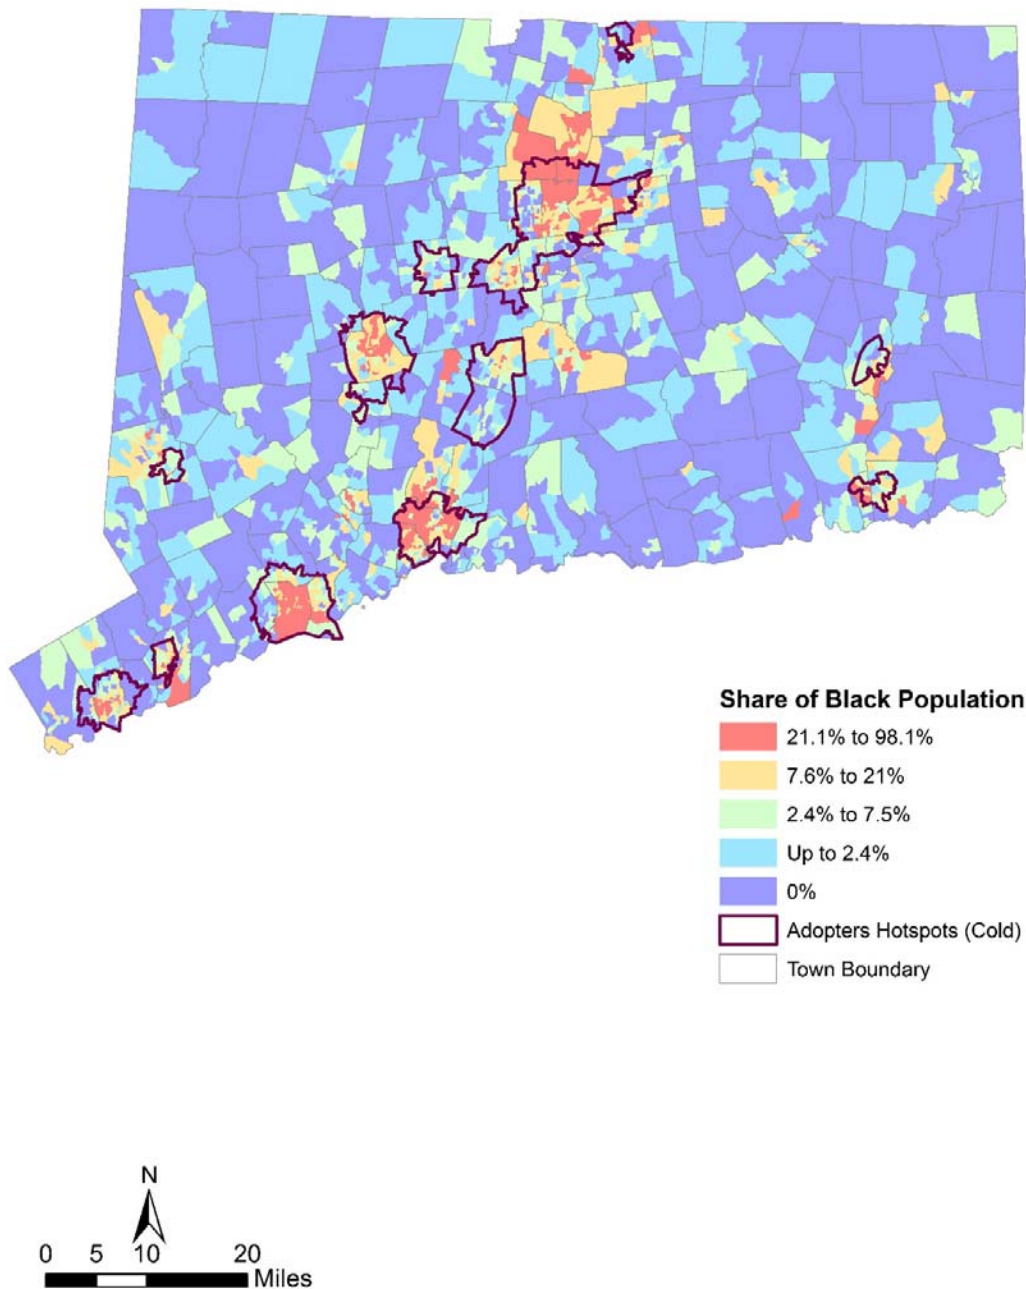 Share of Black Population
21.1% to 98.1%
7.6% to 21%
2.4% to 7.5%
Up to 2.4%
0%
Adopters Hotspots (Cold)
Town Boundary
N
0 5 10 20
Miles